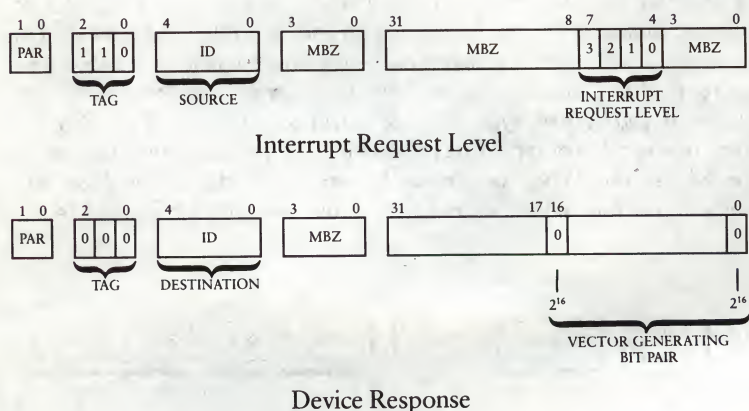 1 0 2 0 4 0 3 0 31 8 7 4 3 0
PAR 1 1 0 ID MBZ MBZ 3 2 1 0 MBZ
TAG SOURCE INTERRUPT
REQUEST LEVEL
Interrupt Request Level
1 0 2 0 4 0 3 0 31 17 16 0
PAR 0 0 0 ID MBZ 0 0
TAG DESTINATION
2¹⁶ 2¹⁶
VECTOR GENERATING
BIT PAIR
Device Response